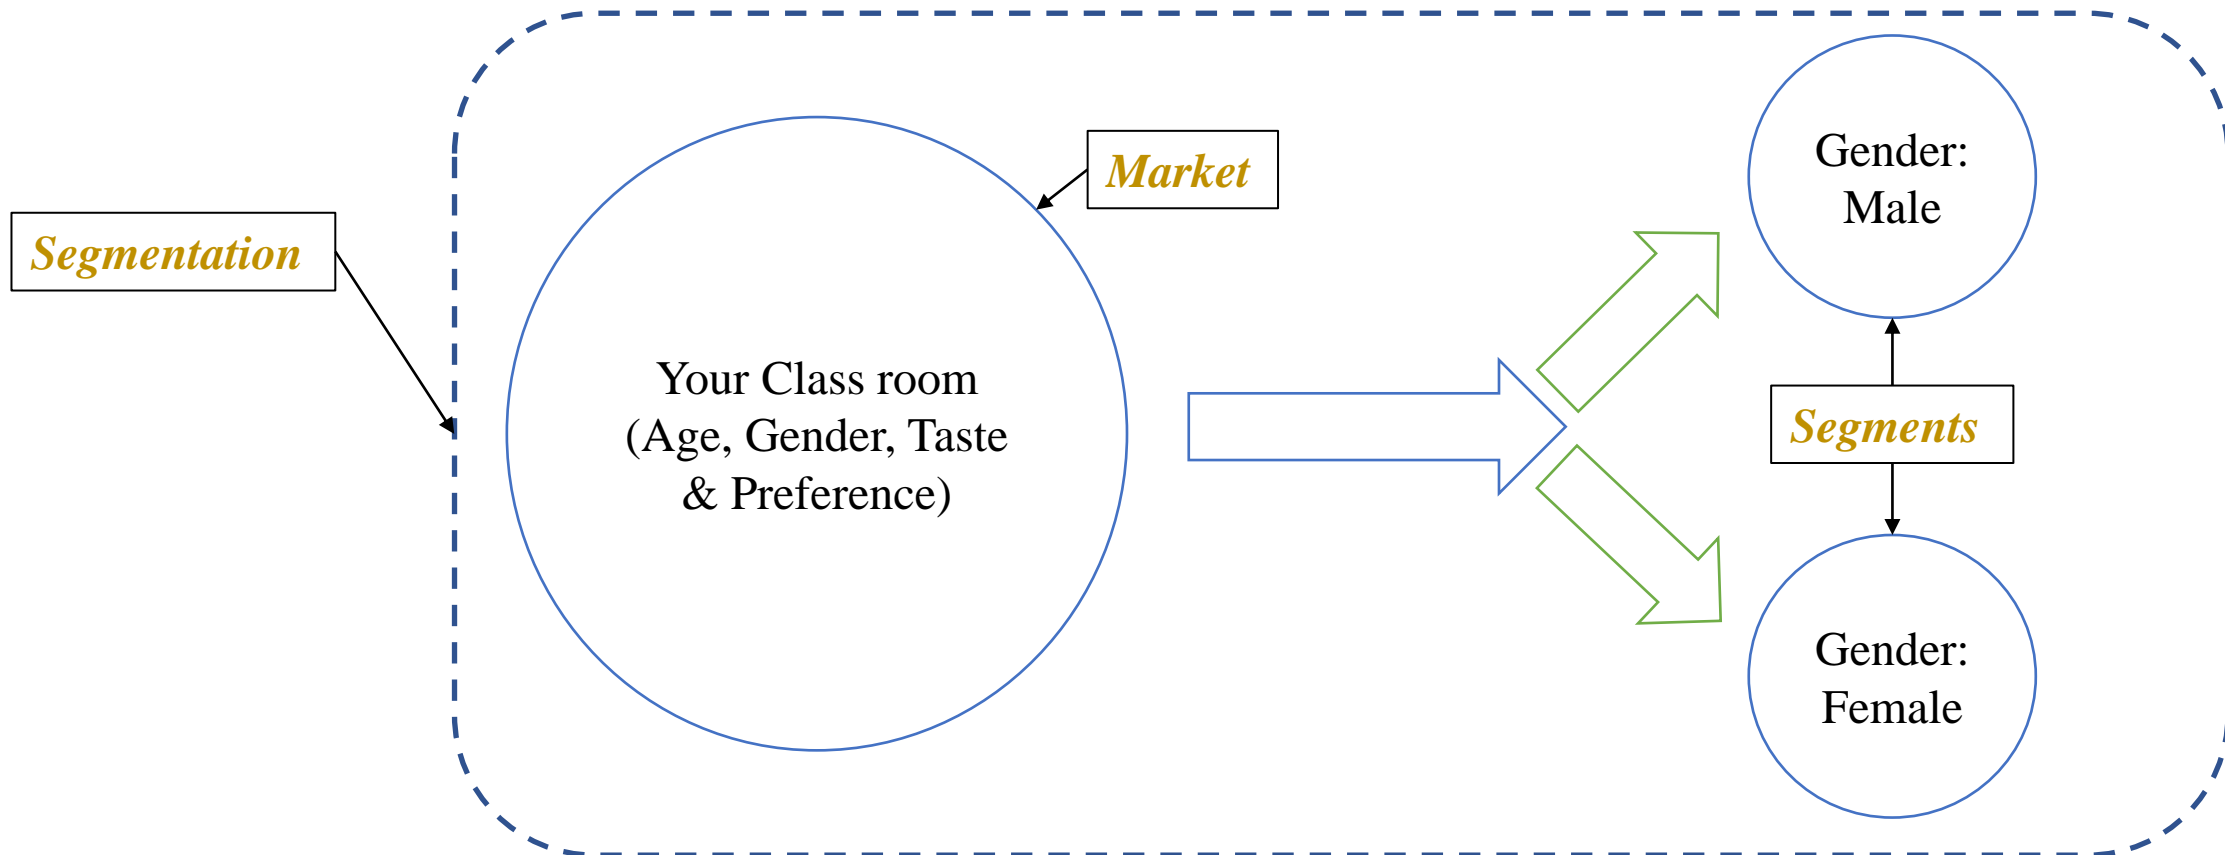 Segmentation
Market
Your Class room
(Age, Gender, Taste
& Preference)
Gender:
Male
Segments
Gender:
Female